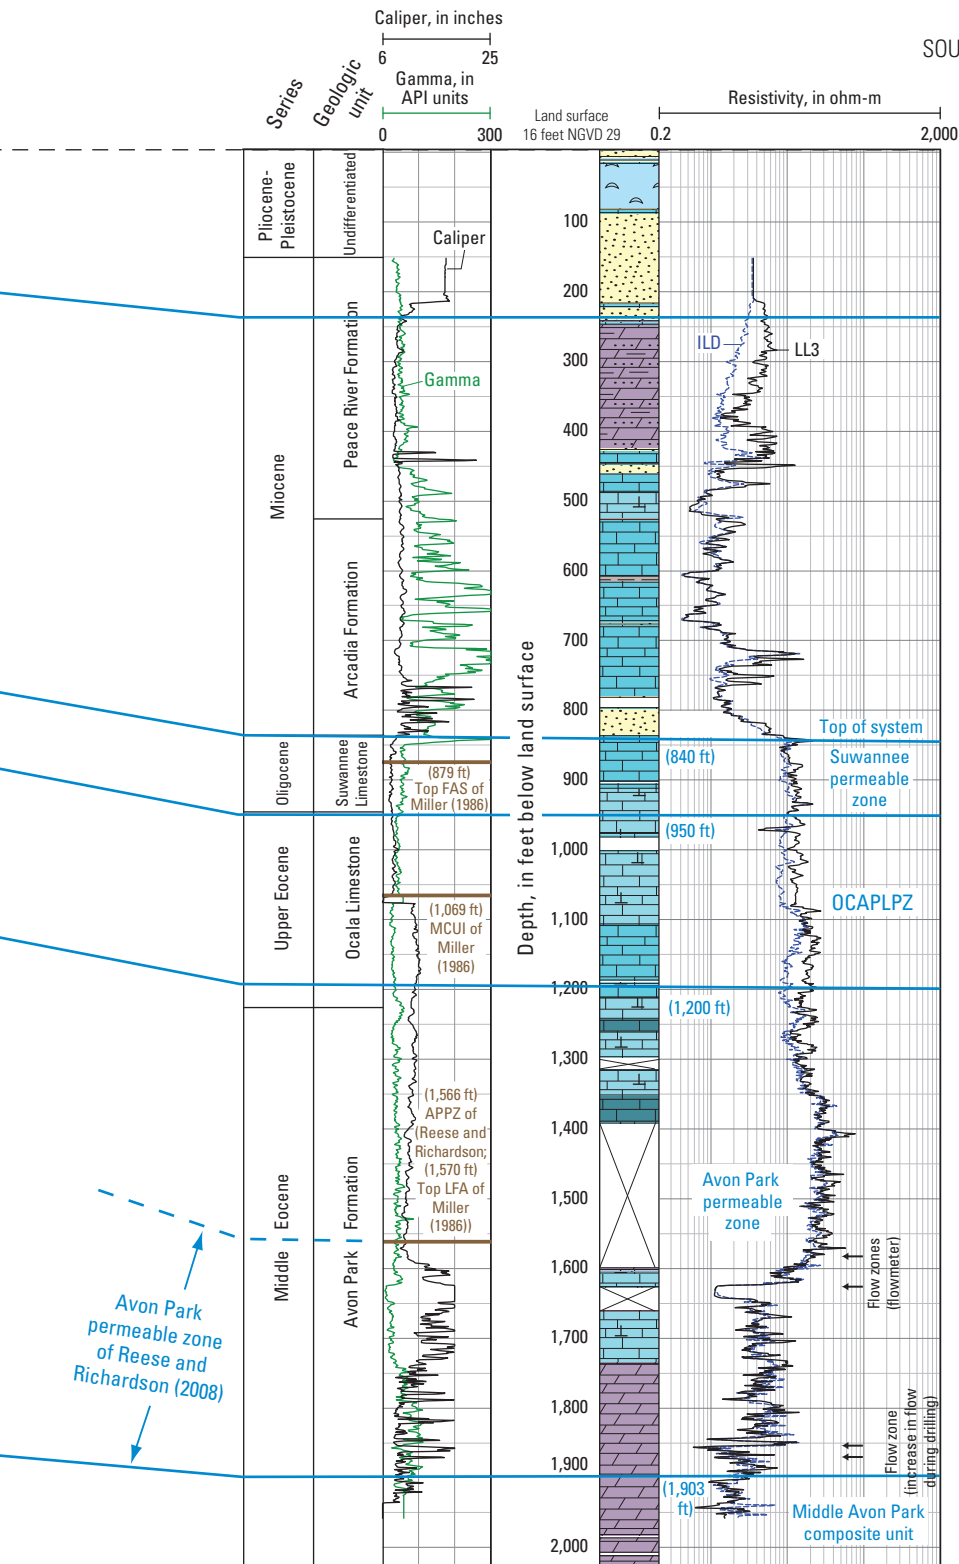 Caliper, in inches
6 25
SOU
Series
Geologic
unit
Gamma, in
API units
0 300
Land surface
16 feet NGVD 29
Resistivity, in ohm-m
0.2 2,000
Pliocene-
Pleistocene
Undifferentiated
Caliper
100
200
Peace River Formation
ILD
LL3
300
Gamma
400
Miocene
500
600
Arcadia Formation
700
Depth, in feet below land surface
800
Top of system
(840 ft)
Suwannee
permeable
zone
Oligocene
Suwannee
Limestone
(879 ft)
Top FAS of
Miller (1986)
900
(950 ft)
1,000
Upper Eocene
Ocala Limestone
OCAPLPZ
(1,069 ft)
MCUI of
Miller
(1986)
1,100
1,200
(1,200 ft)
1,300
(1,566 ft)
APPZ of
(Reese and
Richardson;
(1,570 ft)
Top LFA of
Miller
(1986))
1,400
Avon Park
permeable
zone
1,500
Middle Eocene
Avon Park Formation
1,600
Flow zones
(flowmeter)
Avon Park
permeable zone
of Reese and
Richardson (2008)
1,700
1,800
Flow zone
(increase in flow
during drilling)
1,900
(1,903
ft)
Middle Avon Park
composite unit
2,000